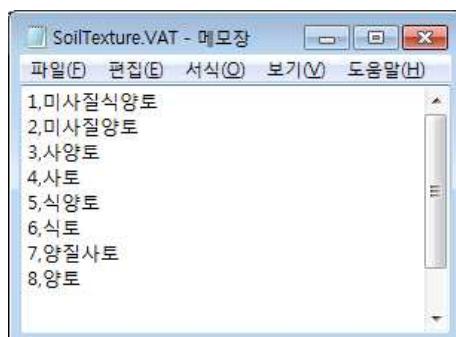 SoilTexture.VAT - 메모장
파일(F) 편집(E) 서식(O) 보기(V) 도움말(H)
1,미사질식양토
2,미사질양토
3,사양토
4,사토
5,식양토
6,식토
7,양질사토
8,양토